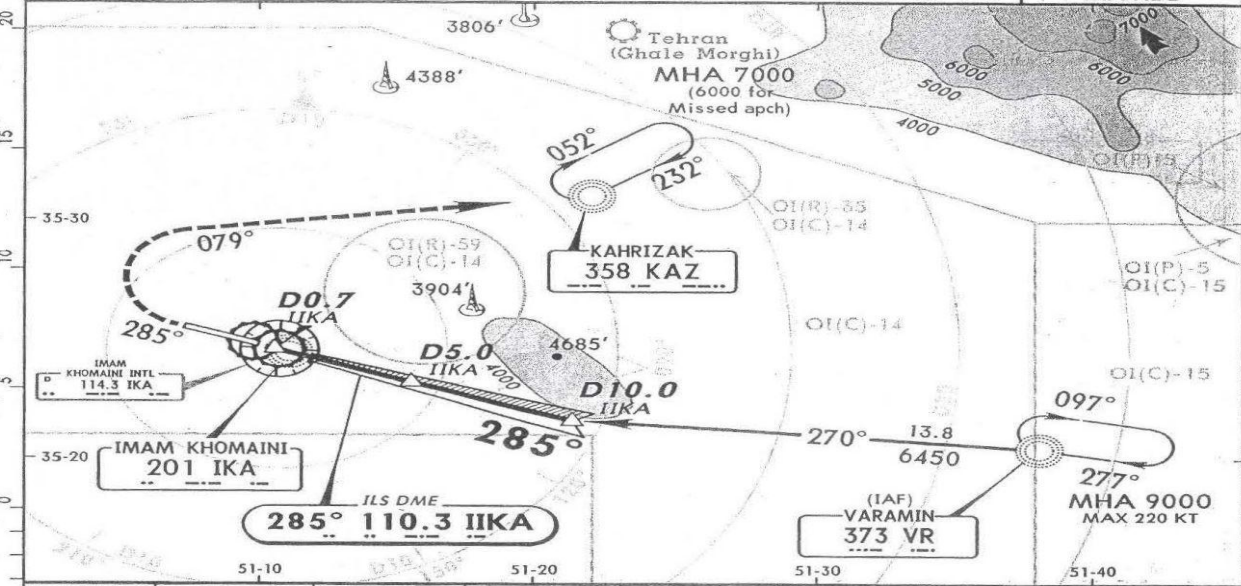 20
3806'
Tehran
(Ghale Morghi)
MHA 7000
(6000 for
Missed apch)
7000
6000
6000
5000
4000
4388'
15
052°
232°
OI(P)-5
OI(R)-35
OI(C)-14
35-30
079°
OI(R)-59
OI(C)-14
KAHRIZAK
358 KAZ
10
OI(P)-5
OI(C)-15
3904'
D0.7
IIKA
285°
OI(C)-14
4685'
4000
D5.0
IIKA
IMAM
KHOMAINI INTL
D
114.3 IKA
5
D10.0
IIKA
OI(C)-15
097°
285°
270°
13.8
6450
IMAM KHOMAINI
201 IKA
35-20
277°
MHA 9000
MAX 220 KT
0
ILS DME
285° 110.3 IIKA
(IAF)
VARAMIN
373 VR
51-10
51-20
51-30
51-40